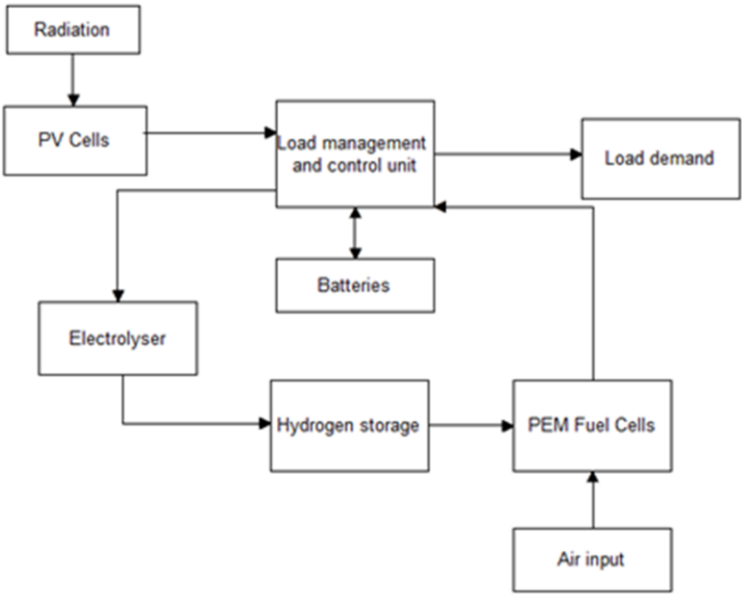 Radiation
PV Cells
Load management
and control unit
Load demand
Batteries
Electrolyser
Hydrogen storage
PEM Fuel Cells
Air input